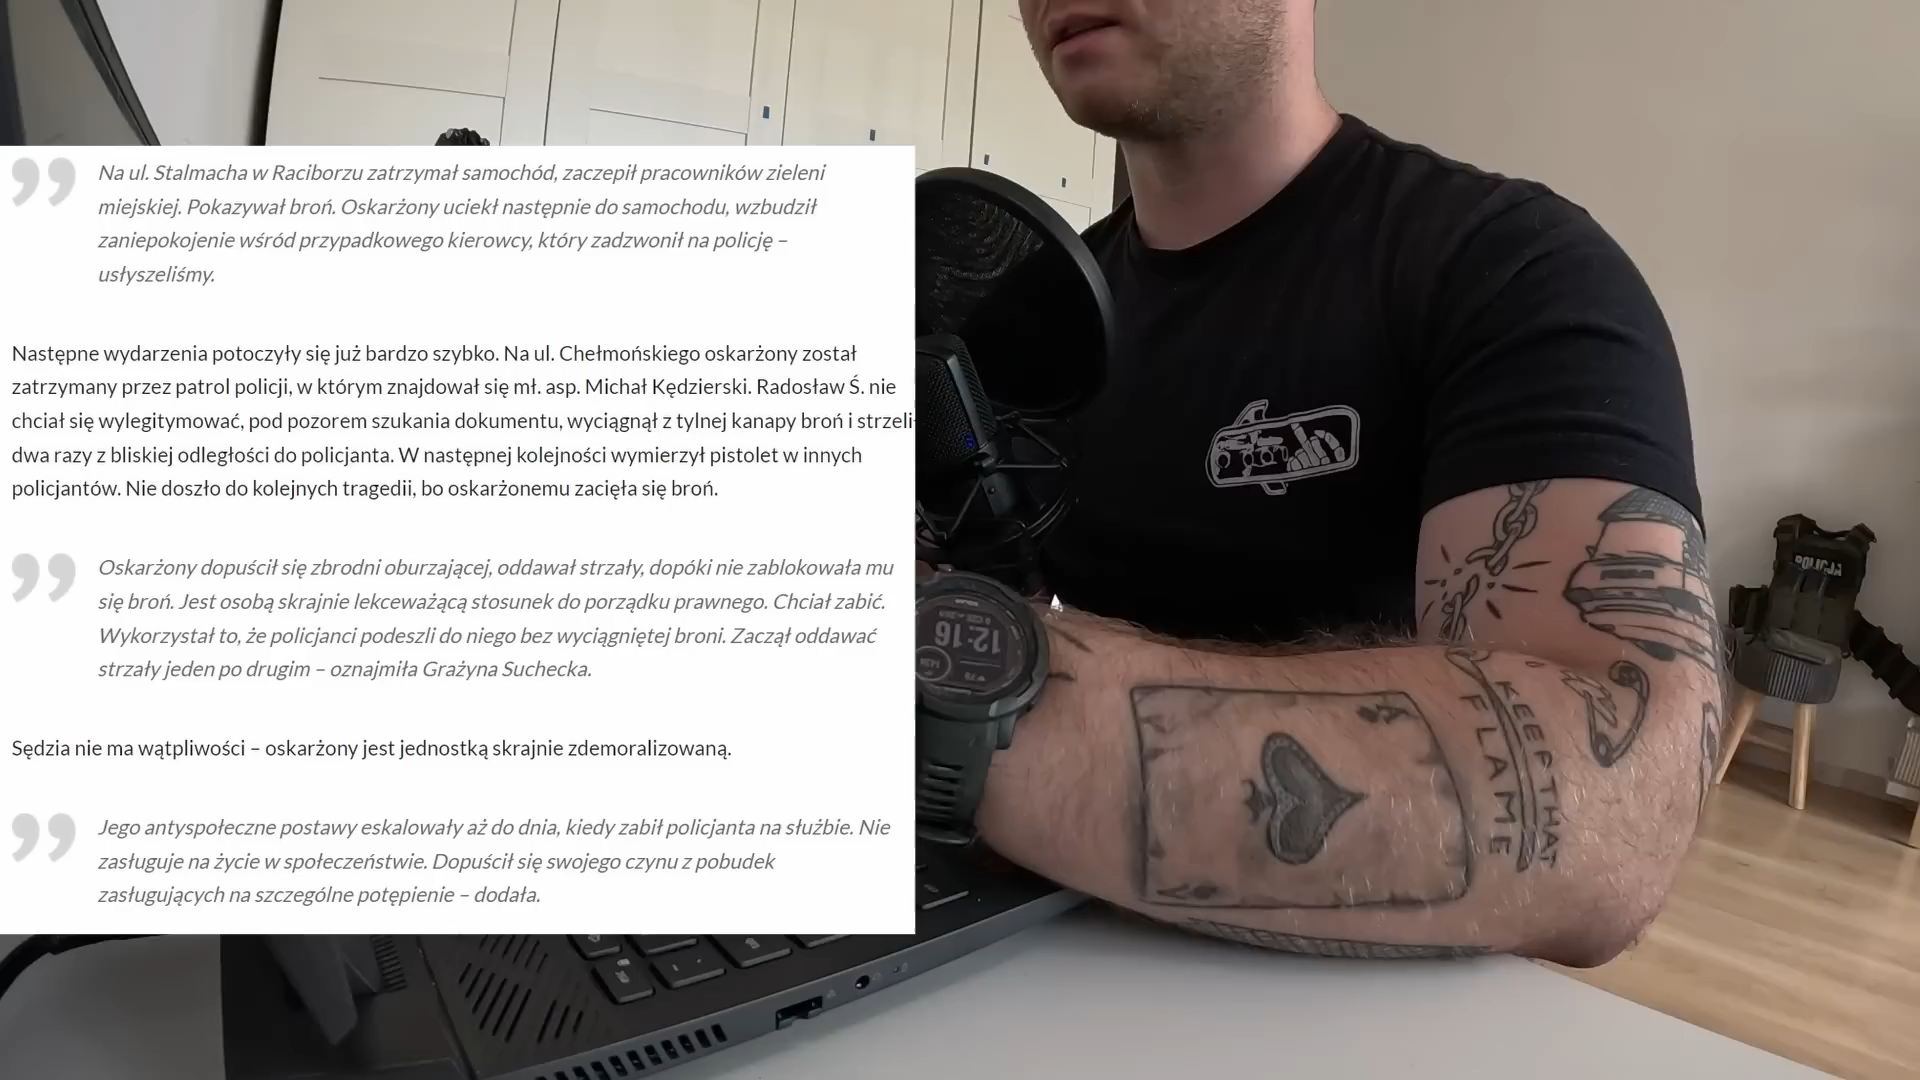 Na ul. Stalmacha w Raciborzu zatrzymał samochód, zaczepił pracowników zieleni
miejskiej. Pokazywał broń. Oskarżony uciekł następnie do samochodu, wzbudził
zaniepokojenie wśród przypadkowego kierowcy, który zadzwonił na policję –
usłyszeliśmy.
Następne wydarzenia potoczyły się już bardzo szybko. Na ul. Chełmońskiego oskarżony został
zatrzymany przez patrol policji, w którym znajdował się mł. asp. Michał Kędzierski. Radosław Ś. nie
chciał się wylegitymować, pod pozorem szukania dokumentu, wyciągnął z tylnej kanapy broń i strzeli
dwa razy z bliskiej odległości do policjanta. W następnej kolejności wymierzył pistolet w innych
policjantów. Nie doszło do kolejnych tragedii, bo oskarżonemu zacięła się broń.
Oskarżony dopuścił się zbrodni oburzającej, oddawał strzały, dopóki nie zablokowała mu
się broń. Jest osobą skrajnie lekceważącą stosunek do porządku prawnego. Chciał zabić.
Wykorzystał to, że policjanci podeszli do niego bez wyciągniętej broni. Zaczął oddawać
strzały jeden po drugim – oznajmiła Grażyna Suchecka.
Sędzia nie ma wątpliwości – oskarżony jest jednostką skrajnie zdemoralizowaną.
Jego antyspołeczne postawy eskalowały aż do dnia, kiedy zabił policjanta na służbie. Nie
zasługuje na życie w społeczeństwie. Dopuścił się swojego czynu z pobudek
zasługujących na szczególne potępienie – dodała.
12:16
KEEP THAT
FLAME
A